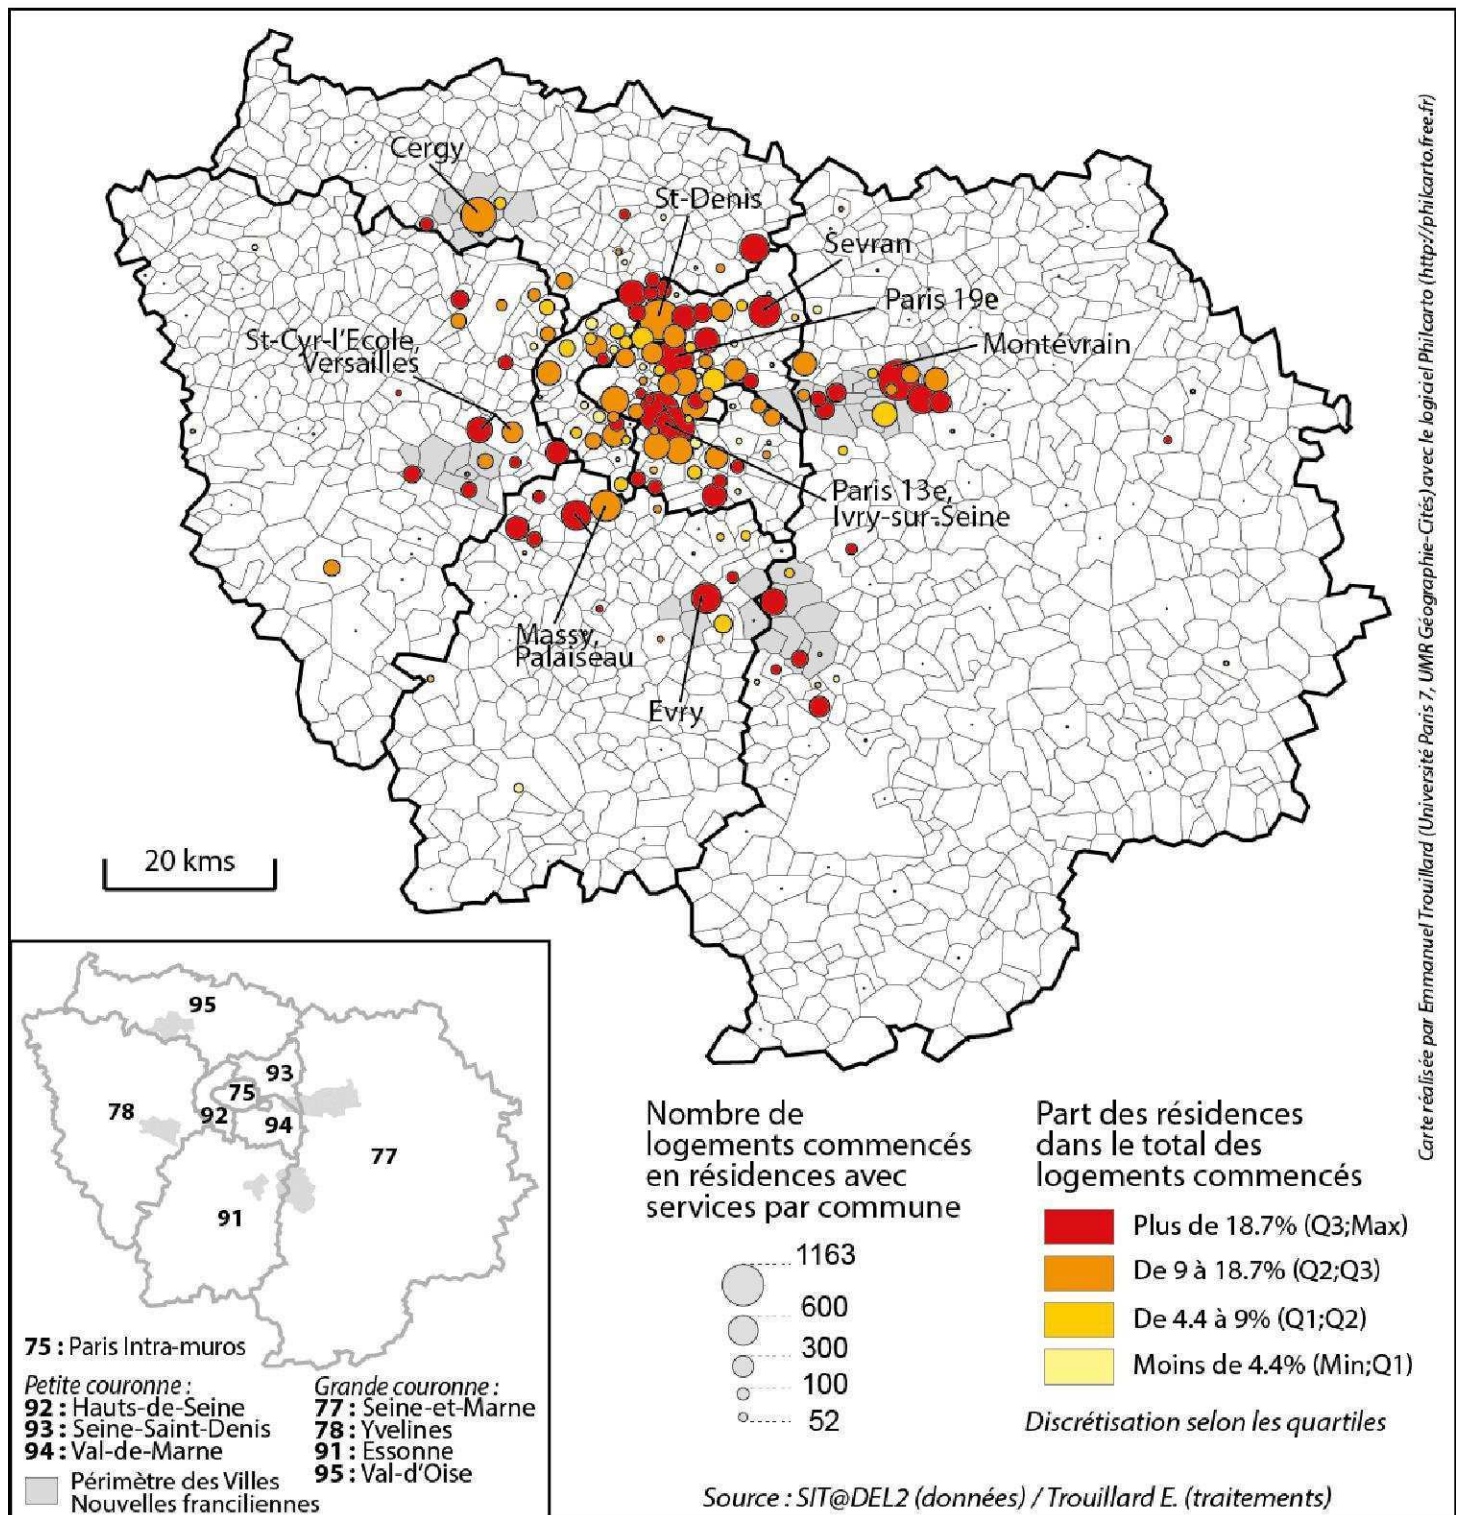 Cergy
St-Denis
Sevran
Paris 19e
St-Cyr-l'Ecole,
Versailles
Montévrain
Paris 13e,
Ivry-sur-Seine
Massy,
Palaiseau
Evry
20 kms
Carte réalisée par Emmanuel Trouillard (Université Paris 7, UMR Géographie-Cités) avec le logiciel Philcarto (http://philcarto.free.fr)
95
93
75
78
92
94
77
91
75 : Paris Intra-muros
Petite couronne :
92 : Hauts-de-Seine
93 : Seine-Saint-Denis
94 : Val-de-Marne
Grande couronne :
77 : Seine-et-Marne
78 : Yvelines
91 : Essonne
95 : Val-d'Oise
Périmètre des Villes
Nouvelles franciliennes
Nombre de
logements commencés
en résidences avec
services par commune
1163
600
300
100
52
Part des résidences
dans le total des
logements commencés
Plus de 18.7% (Q3;Max)
De 9 à 18.7% (Q2;Q3)
De 4.4 à 9% (Q1;Q2)
Moins de 4.4% (Min;Q1)
Discrétisation selon les quartiles
Source : SIT@DEL2 (données) / Trouillard E. (traitements)